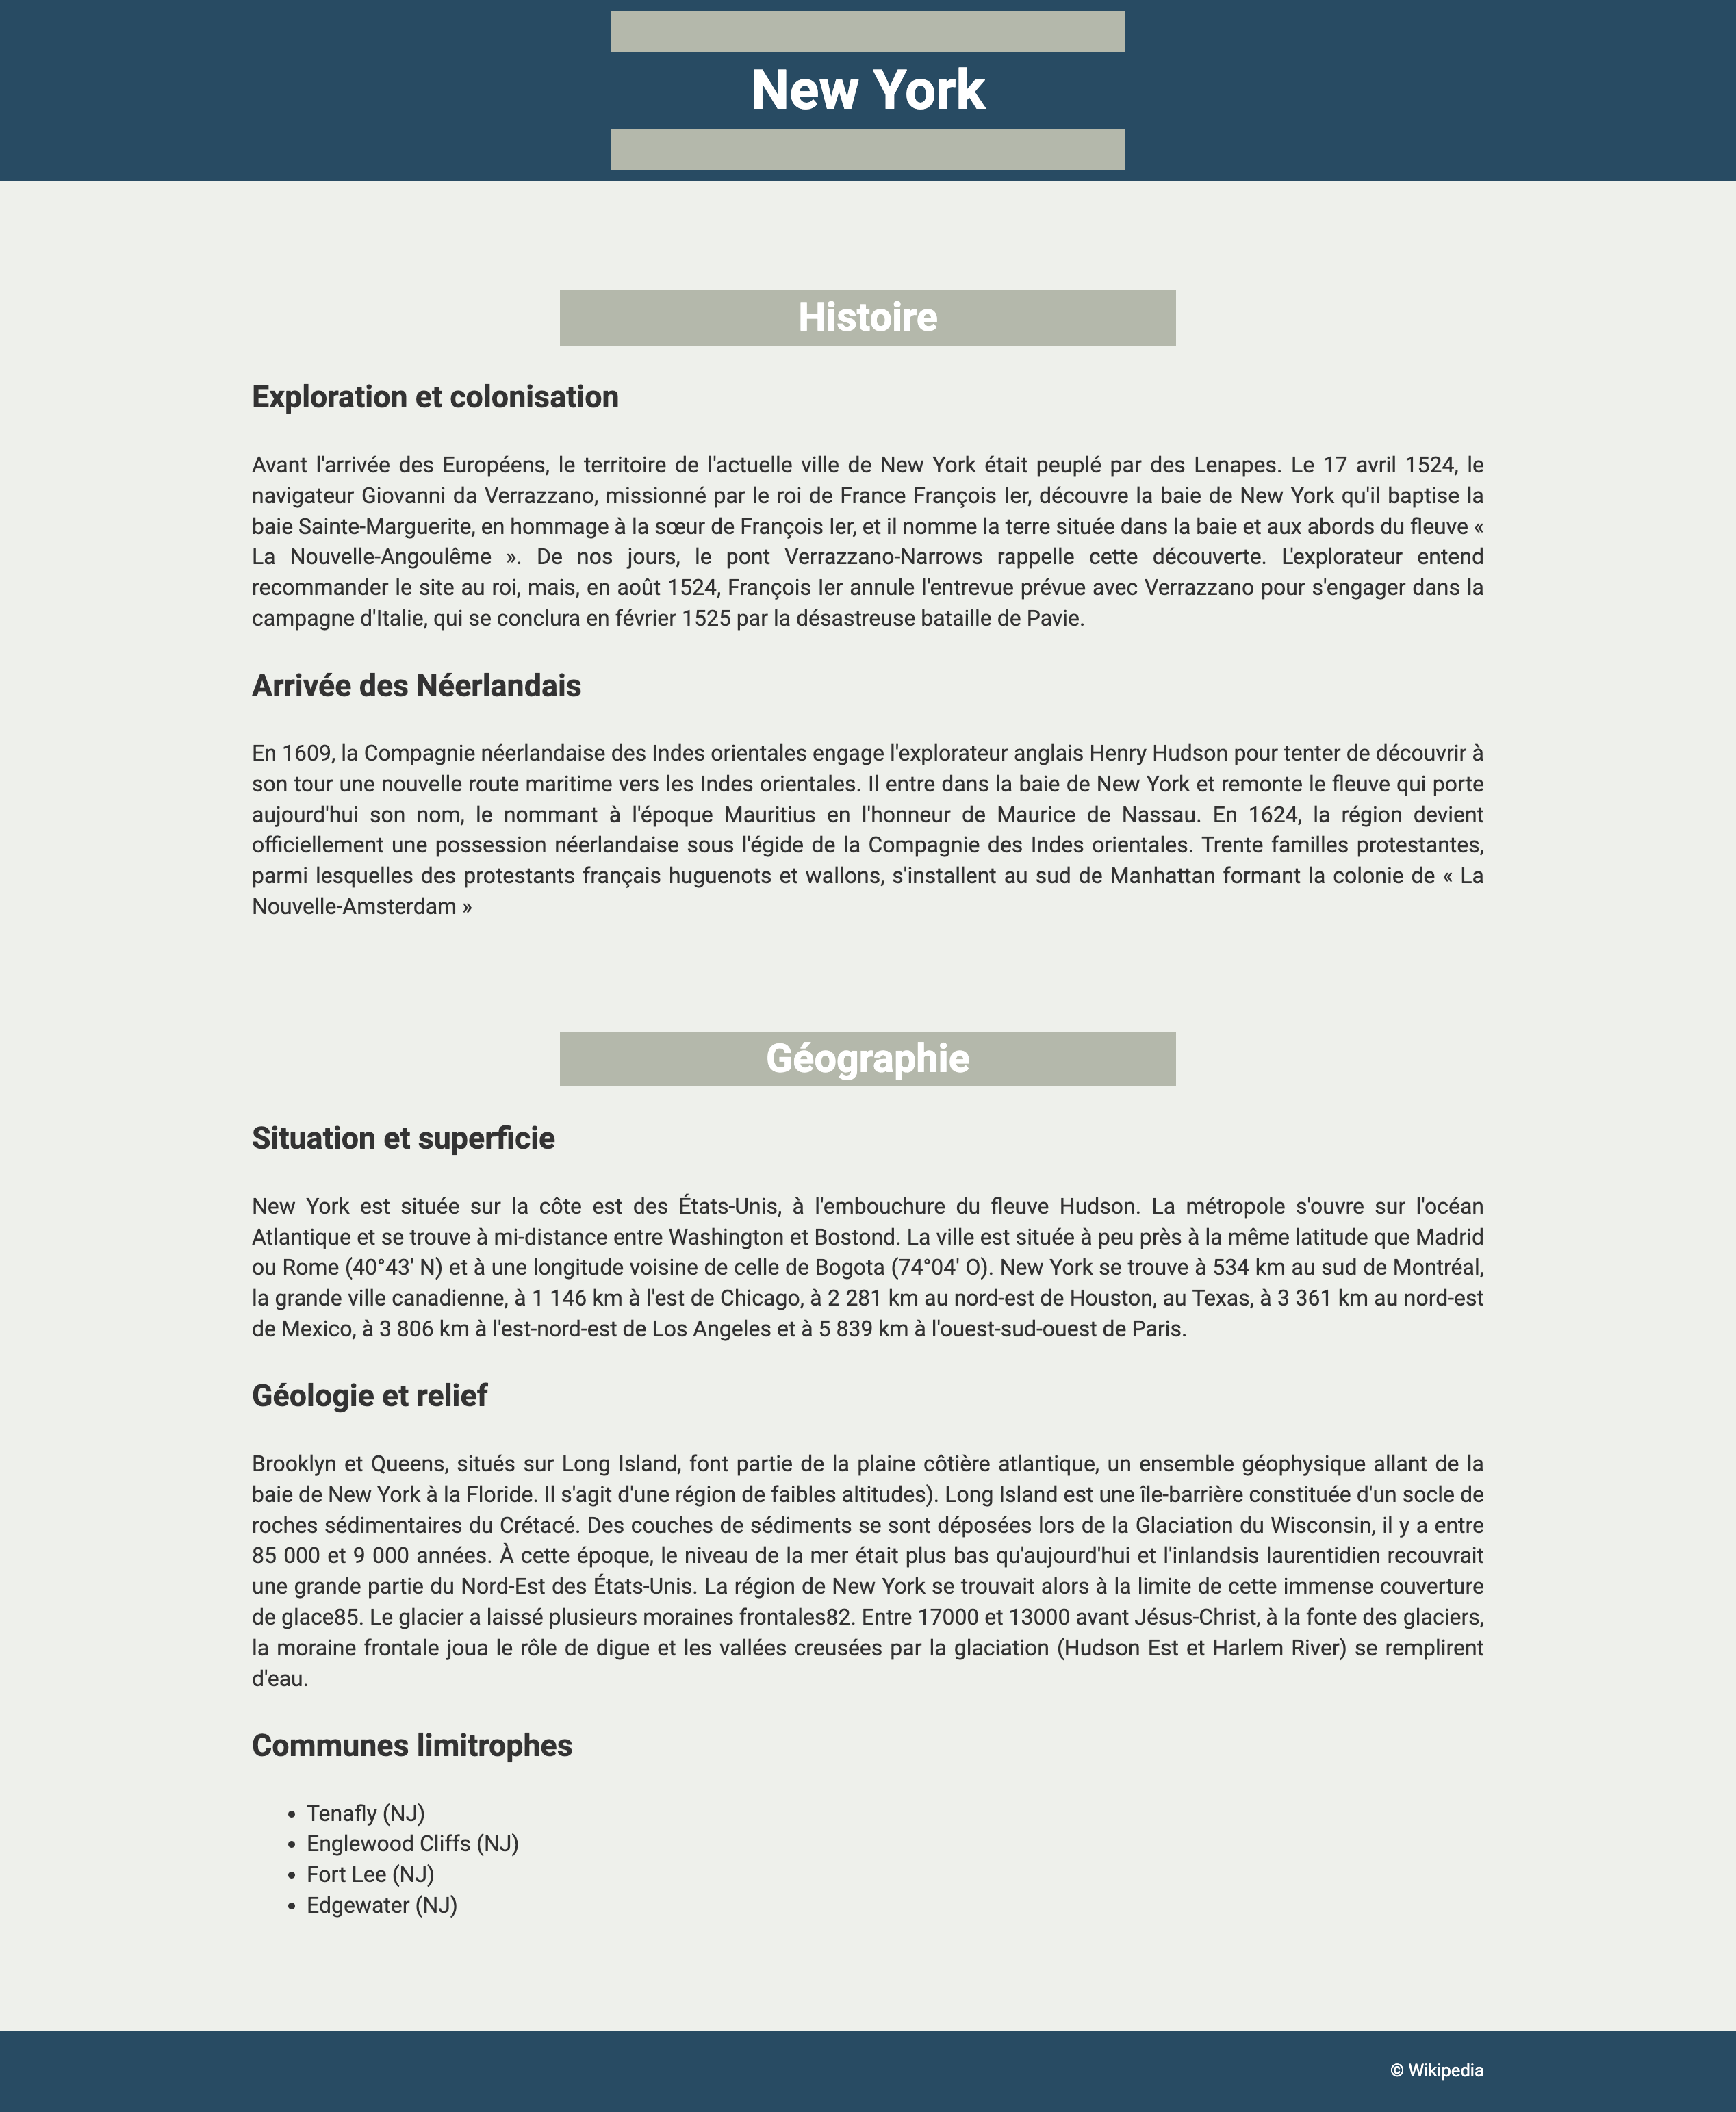 New York
Histoire
Exploration et colonisation
Avant l'arrivée des Européens, le territoire de l'actuelle ville de New York était peuplé par des Lenapes. Le 17 avril 1524, le
navigateur Giovanni da Verrazzano, missionné par le roi de France François Ier, découvre la baie de New York qu'il baptise la
baie Sainte-Marguerite, en hommage à la sœur de François Ier, et il nomme la terre située dans la baie et aux abords du fleuve «
La Nouvelle-Angoulême ». De nos jours, le pont Verrazzano-Narrows rappelle cette découverte. L'explorateur entend
recommander le site au roi, mais, en août 1524, François Ier annule l'entrevue prévue avec Verrazzano pour s'engager dans la
campagne d'Italie, qui se conclura en février 1525 par la désastreuse bataille de Pavie.
Arrivée des Néerlandais
En 1609, la Compagnie néerlandaise des Indes orientales engage l'explorateur anglais Henry Hudson pour tenter de découvrir à
son tour une nouvelle route maritime vers les Indes orientales. Il entre dans la baie de New York et remonte le fleuve qui porte
aujourd'hui son nom, le nommant à l'époque Mauritius en l'honneur de Maurice de Nassau. En 1624, la région devient
officiellement une possession néerlandaise sous l'égide de la Compagnie des Indes orientales. Trente familles protestantes,
parmi lesquelles des protestants français huguenots et wallons, s'installent au sud de Manhattan formant la colonie de « La
Nouvelle-Amsterdam »
Géographie
Situation et superficie
New York est située sur la côte est des États-Unis, à l'embouchure du fleuve Hudson. La métropole s'ouvre sur l'océan
Atlantique et se trouve à mi-distance entre Washington et Bostond. La ville est située à peu près à la même latitude que Madrid
ou Rome (40°43' N) et à une longitude voisine de celle de Bogota (74°04' O). New York se trouve à 534 km au sud de Montréal,
la grande ville canadienne, à 1 146 km à l'est de Chicago, à 2 281 km au nord-est de Houston, au Texas, à 3 361 km au nord-est
de Mexico, à 3 806 km à l'est-nord-est de Los Angeles et à 5 839 km à l'ouest-sud-ouest de Paris.
Géologie et relief
Brooklyn et Queens, situés sur Long Island, font partie de la plaine côtière atlantique, un ensemble géophysique allant de la
baie de New York à la Floride. Il s'agit d'une région de faibles altitudes). Long Island est une île-barrière constituée d'un socle de
roches sédimentaires du Crétacé. Des couches de sédiments se sont déposées lors de la Glaciation du Wisconsin, il y a entre
85 000 et 9 000 années. À cette époque, le niveau de la mer était plus bas qu'aujourd'hui et l'inlandsis laurentidien recouvrait
une grande partie du Nord-Est des États-Unis. La région de New York se trouvait alors à la limite de cette immense couverture
de glace85. Le glacier a laissé plusieurs moraines frontales82. Entre 17000 et 13000 avant Jésus-Christ, à la fonte des glaciers,
la moraine frontale joua le rôle de digue et les vallées creusées par la glaciation (Hudson Est et Harlem River) se remplirent
d'eau.
Communes limitrophes
• Tenafly (NJ)
• Englewood Cliffs (NJ)
• Fort Lee (NJ)
• Edgewater (NJ)
© Wikipedia